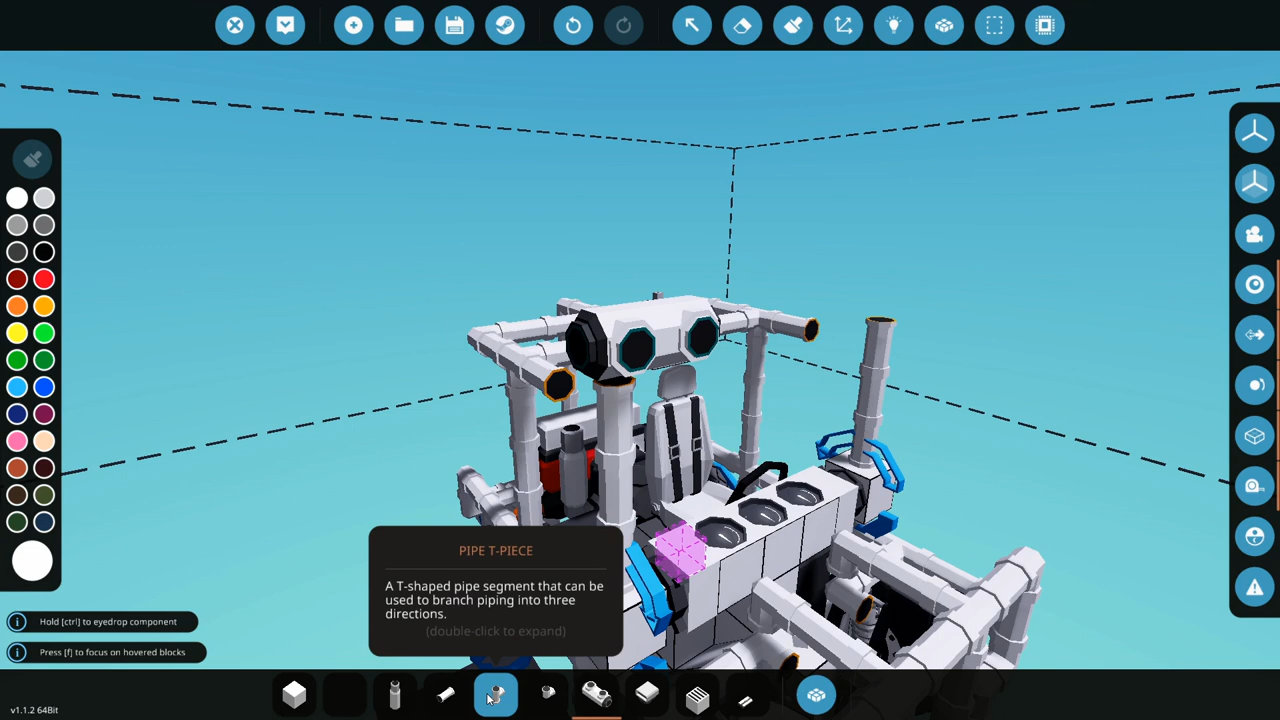 PIPE T-PIECE
A T-shaped pipe segment that can be
used to branch piping into three
directions.
(double-click to expand)
Hold [ctrl] to eyedrop component
Press [f] to focus on hovered blocks
v1.1.2 64Bit